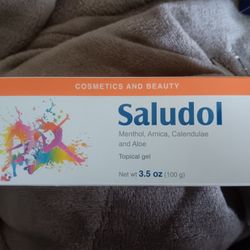 COSMETICS AND BEAUTY
Saludol
Menthol, Arnica, Calendulae
and Aloe
Topical gel
Net wt 3.5 oz (100 g)